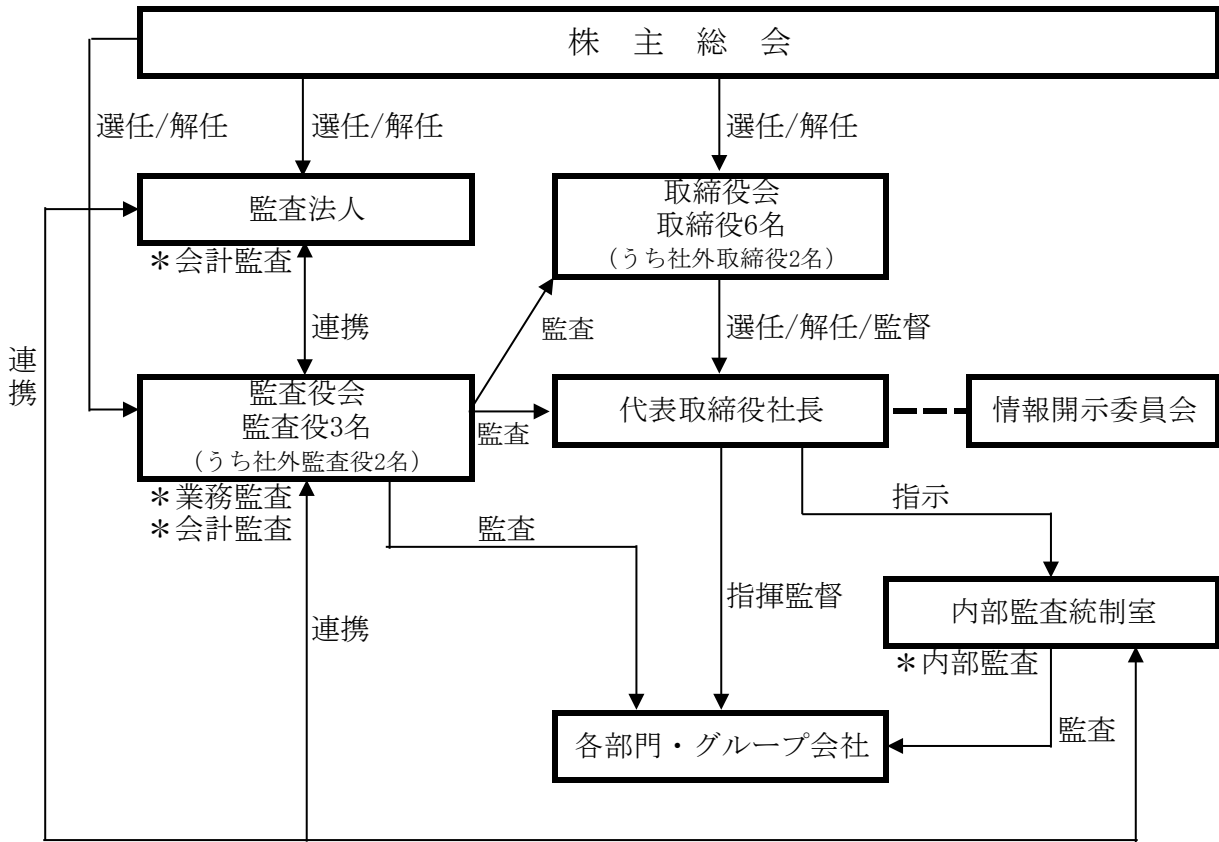 株 主 総 会
選任/解任
選任/解任
選任/解任
監査法人
＊会計監査
取締役会
取締役6名
（うち社外取締役2名）
連携
監査
選任/解任/監督
連携
監査役会
監査役3名
（うち社外監査役2名）
＊業務監査
＊会計監査
監査
代表取締役社長
情報開示委員会
監査
指示
連携
指揮監督
内部監査統制室
＊内部監査
各部門・グループ会社
監査